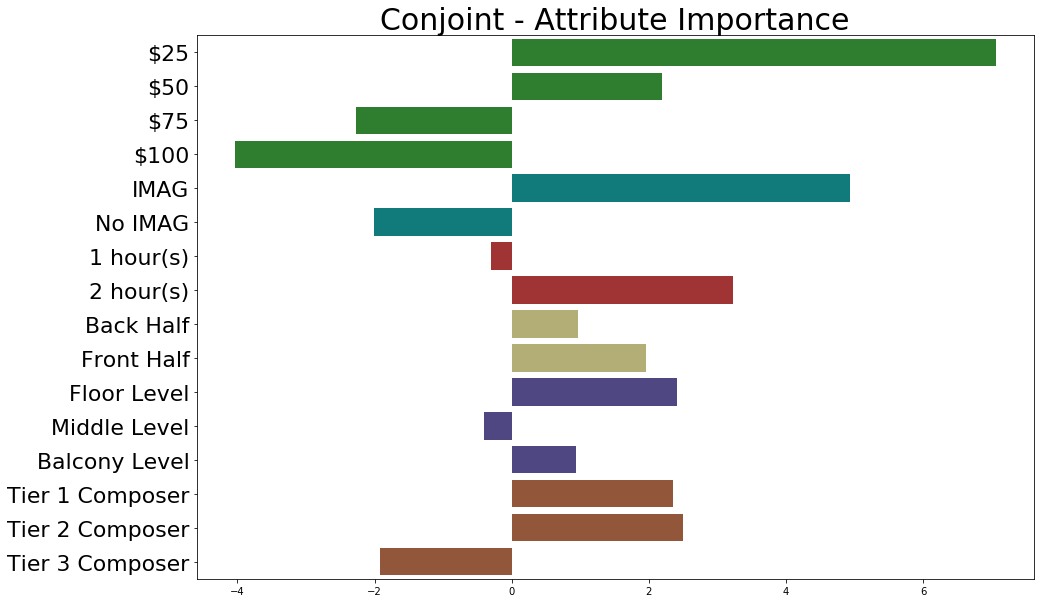 Conjoint - Attribute Importance
$25
$50
$75
$100
IMAG
No IMAG
1 hour(s)
2 hour(s)
Back Half
Front Half
Floor Level
Middle Level
Balcony Level
Tier 1 Composer
Tier 2 Composer
Tier 3 Composer
−4 −2 0 2 4 6